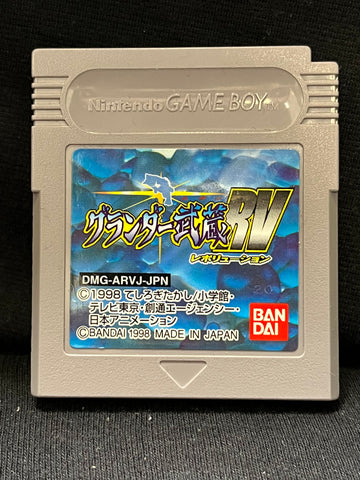 Nintendo GAME BOY™
グランダー武蔵RV
レボリューション
DMG-ARVJ-JPN
©1998 てしろぎたかし/小学館・
テレビ東京・創通エージェンシー・
日本アニメーション
©BANDAI 1998 MADE IN JAPAN
BAN
DAI
20